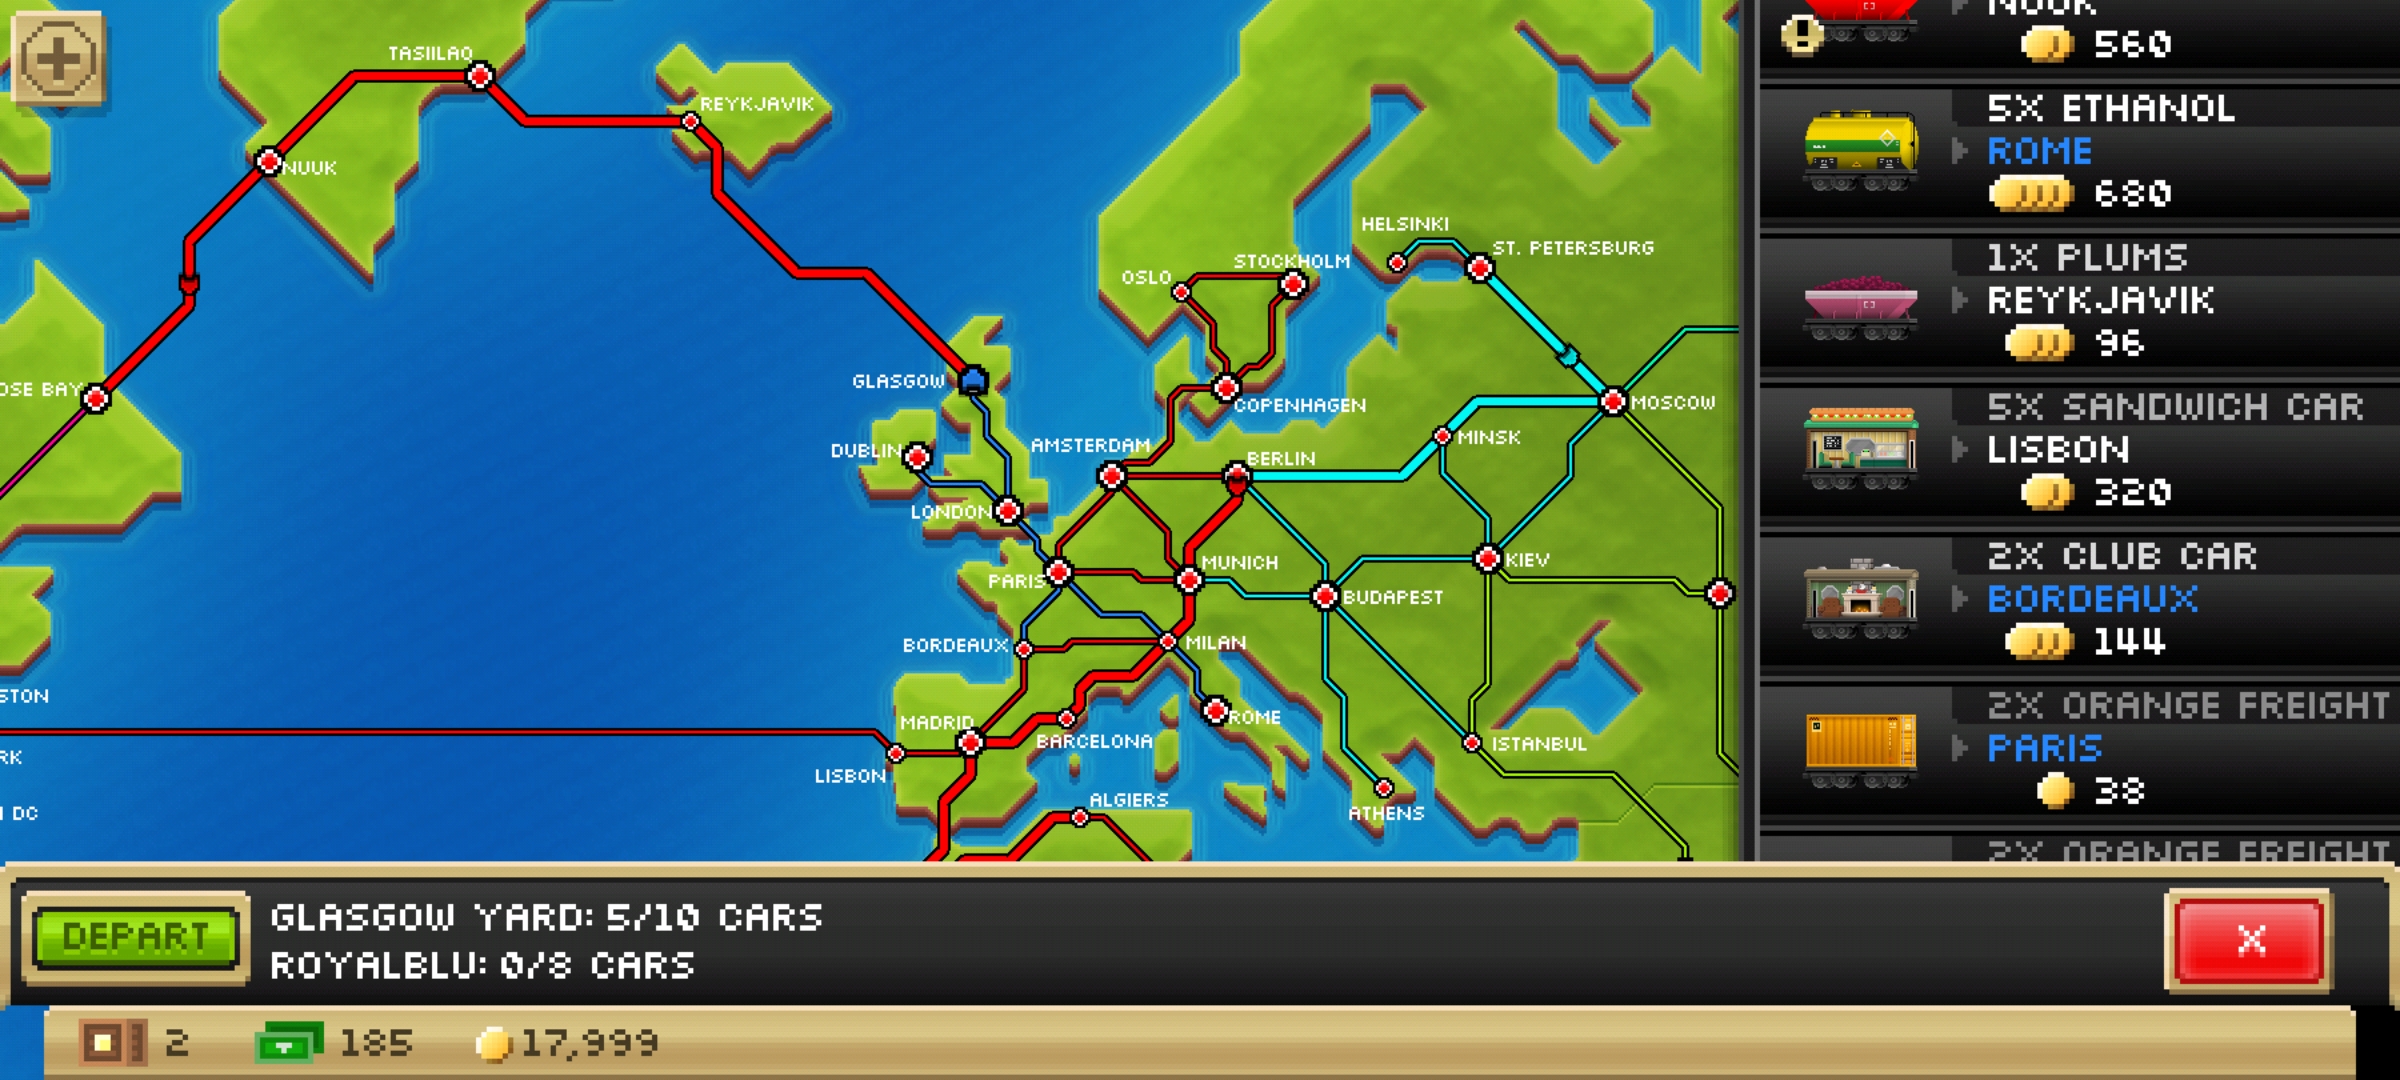 TASIILAQ
REYKJAVIK
NUUK
HELSINKI
ST. PETERSBURG
STOCKHOLM
OSLO
GLASGOW
OSE BAY
COPENHAGEN
MOSCOW
MINSK
AMSTERDAM
BERLIN
DUBLIN
LONDON
MUNICH
KIEV
PARIS
BUDAPEST
BORDEAUX
MILAN
STON
MADRID
ROME
BARCELONA
ISTANBUL
RK
LISBON
ALGIERS
DC
ATHENS
NUUK
560
5X ETHANOL
ROME
680
1X PLUMS
REYKJAVIK
96
5X SANDWICH CAR
LISBON
320
2X CLUB CAR
BORDEAUX
144
2X ORANGE FREIGHT
PARIS
38
2X ORANGE FREIGHT
DEPART
GLASGOW YARD: 5/10 CARS
ROYALBLU: 0/8 CARS
X
2
185
17,999